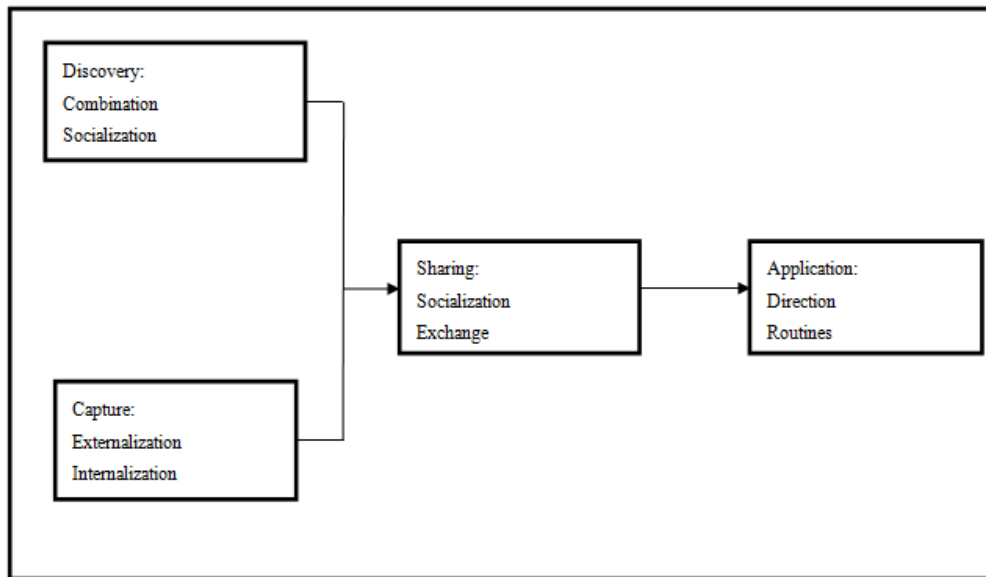 Discovery:
Combination
Socialization
Sharing:
Socialization
Exchange
Application:
Direction
Routines
Capture:
Externalization
Internalization